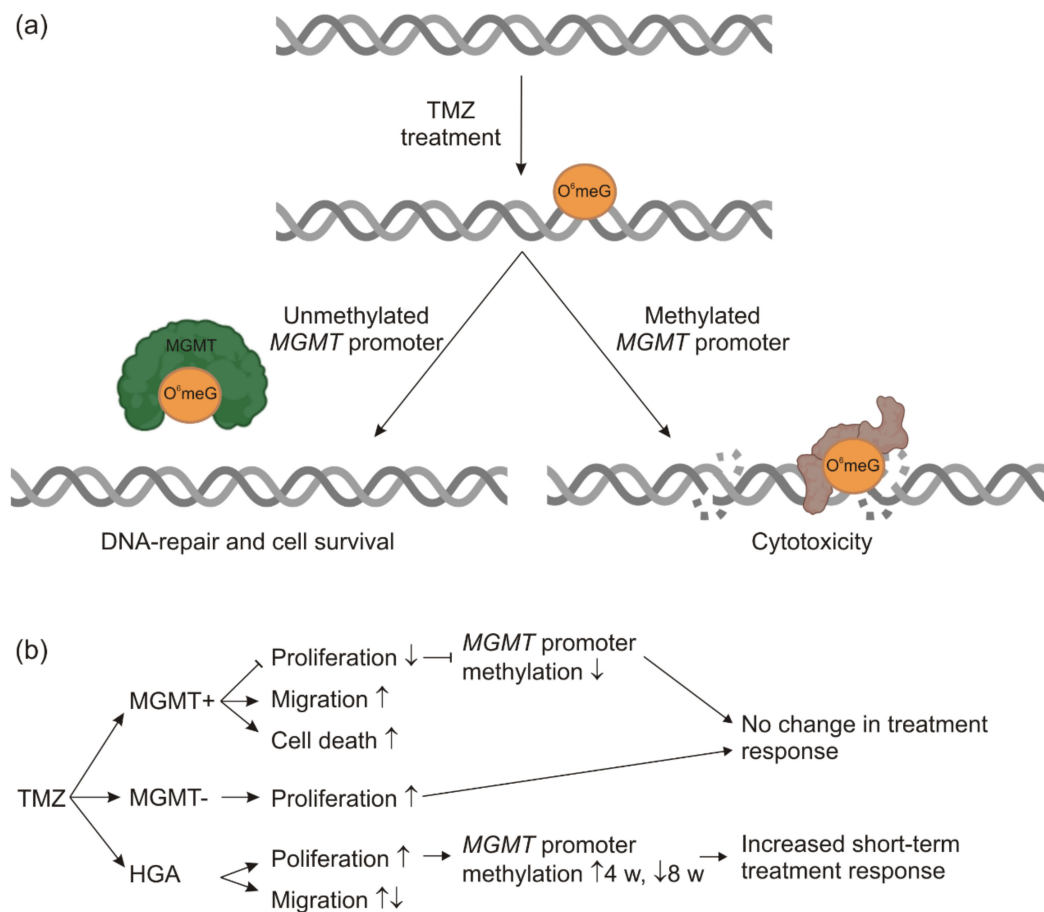 (a)
TMZ
treatment
O⁶meG
Unmethylated
MGMT promoter
Methylated
MGMT promoter
MGMT
O⁶meG
O⁶meG
DNA-repair and cell survival
Cytotoxicity
(b)
TMZ
MGMT+
Proliferation ↓
MGMT promoter
methylation ↓
Migration ↑
Cell death ↑
No change in treatment
response
MGMT-
Proliferation ↑
HGA
Poliferation ↑
Migration ↑↓
MGMT promoter
methylation ↑4 w, ↓8 w
Increased short-term
treatment response